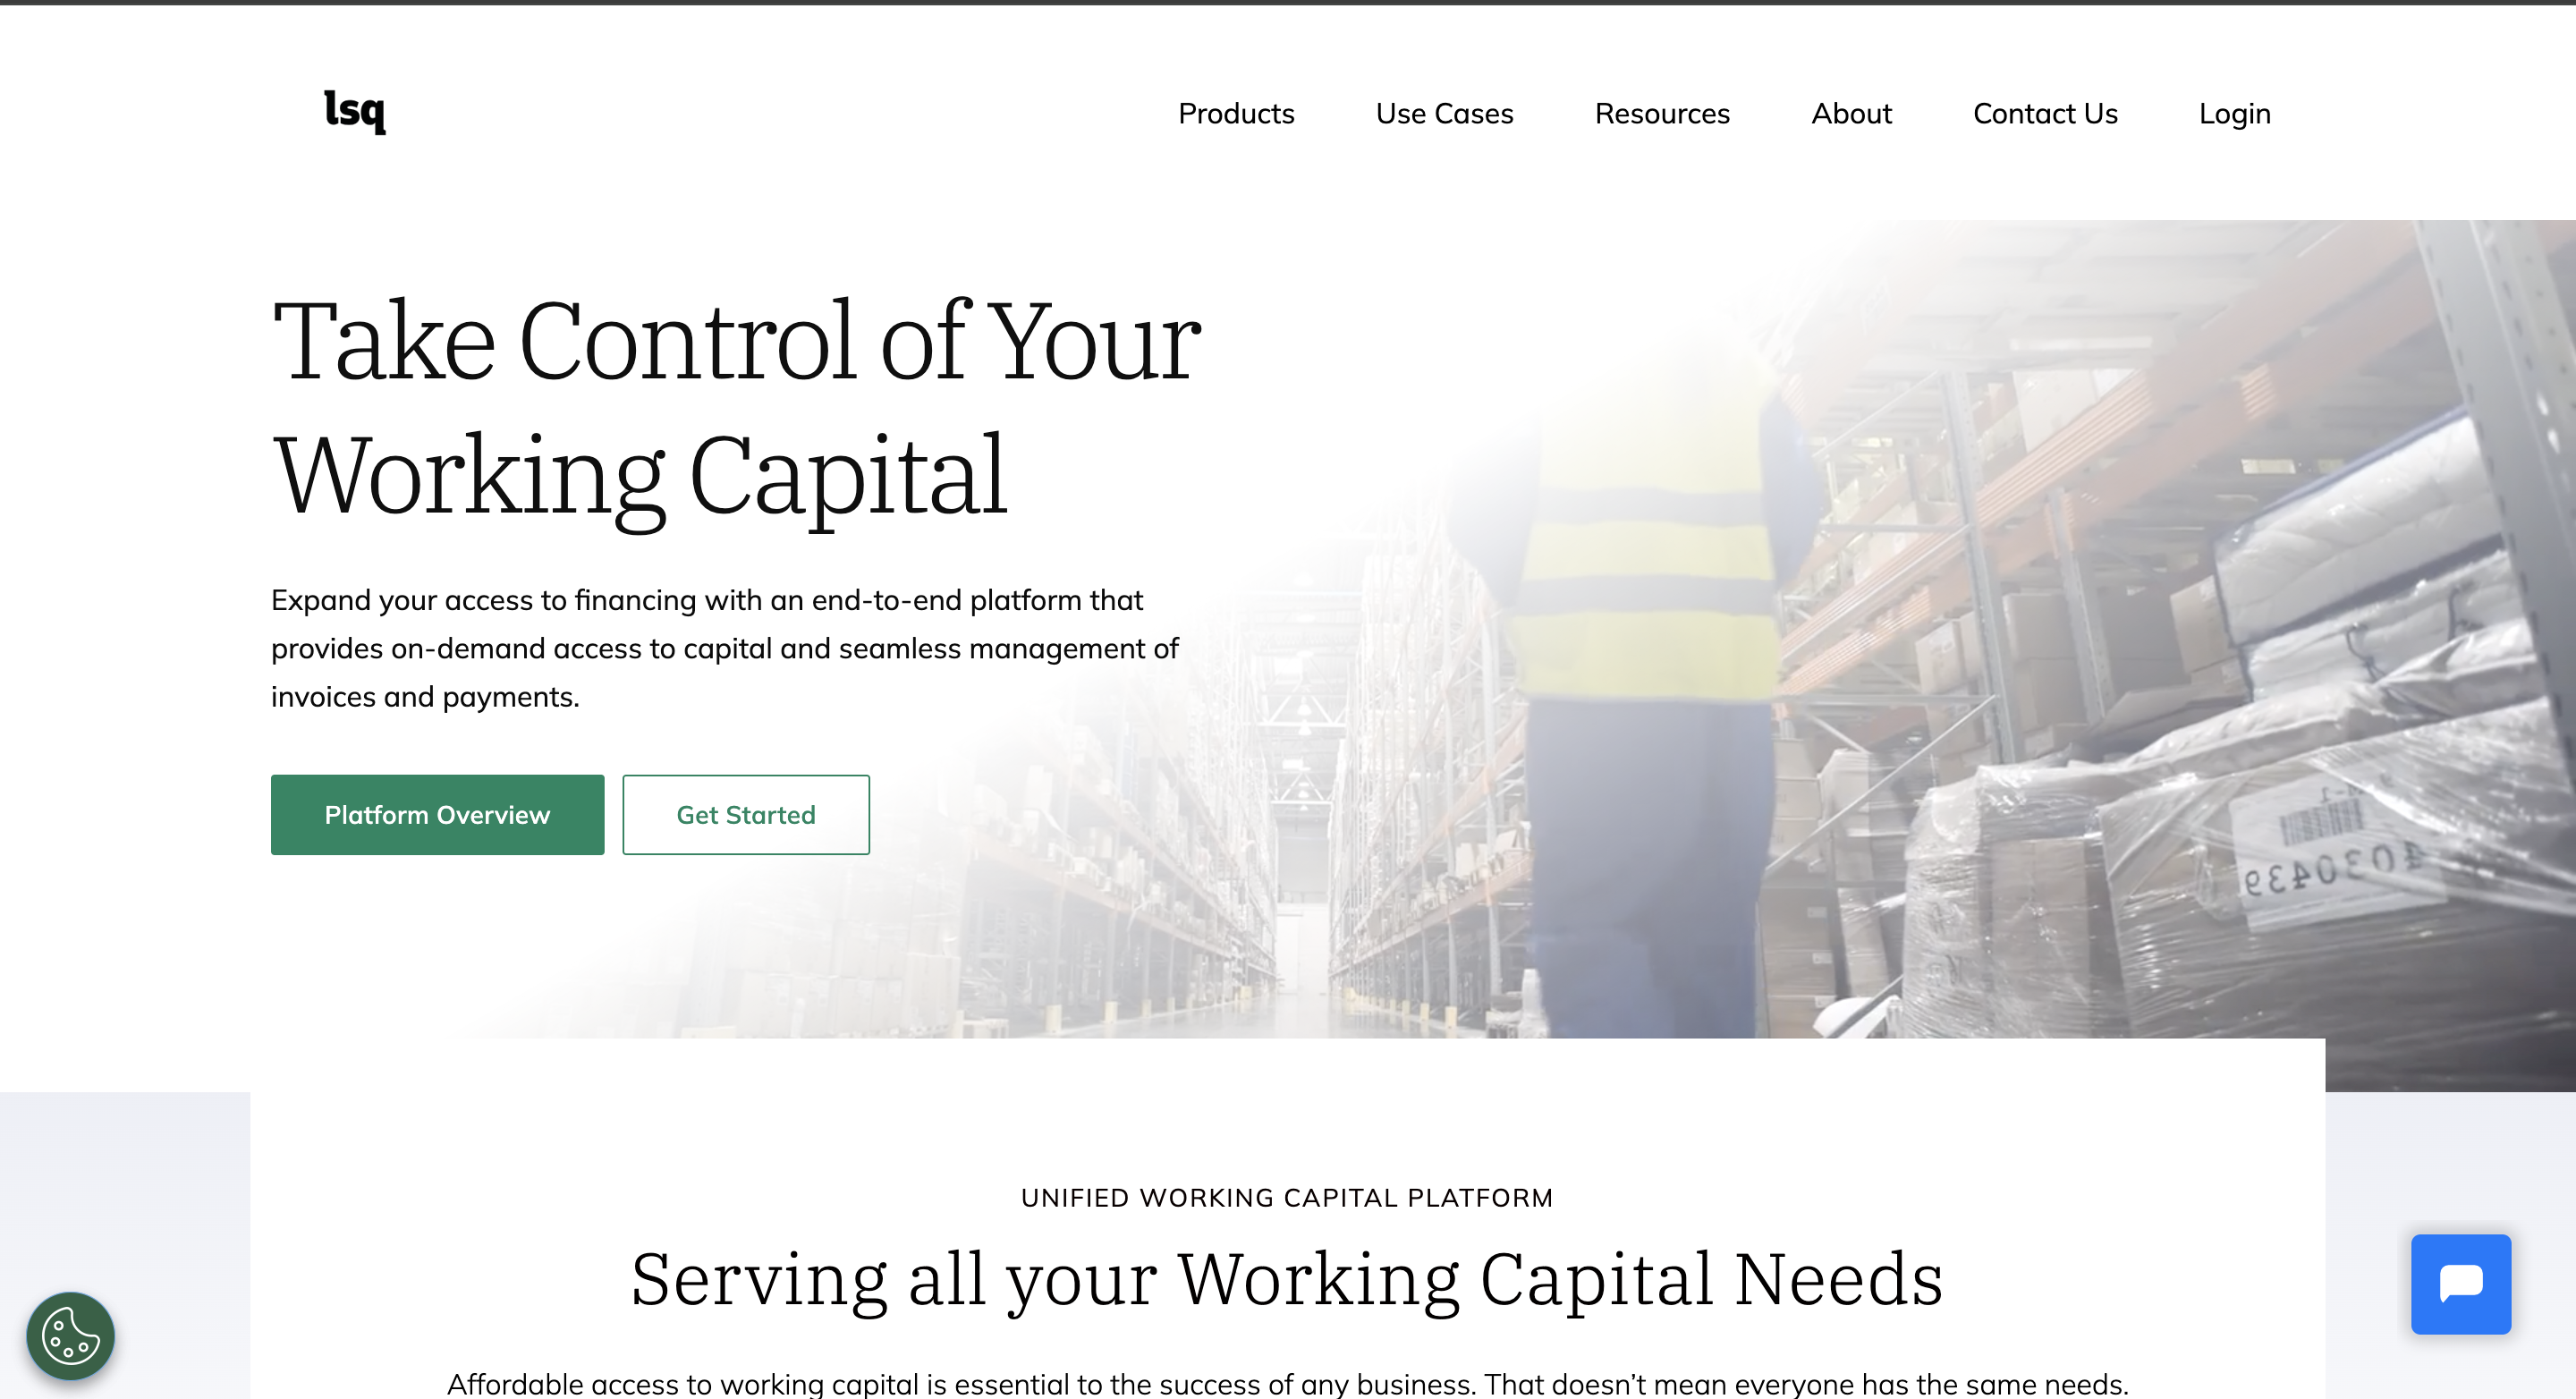 lsq
Products Use Cases Resources About Contact Us Login
Take Control of Your
Working Capital
Expand your access to financing with an end-to-end platform that
provides on-demand access to capital and seamless management of
invoices and payments.
Platform Overview Get Started
4030439
UNIFIED WORKING CAPITAL PLATFORM
Serving all your Working Capital Needs
Affordable access to working capital is essential to the success of any business. That doesn’t mean everyone has the same needs.